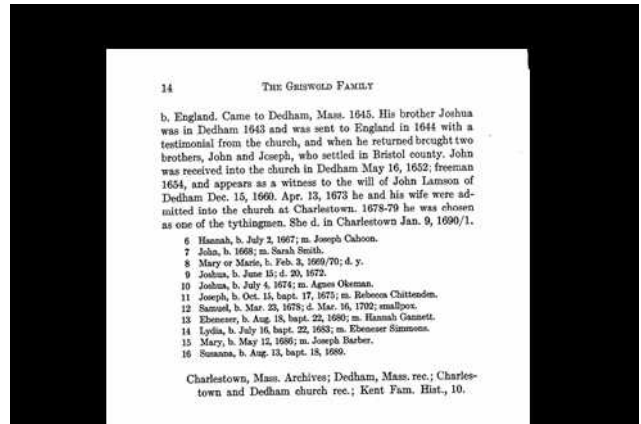 14 THE GRISWOLD FAMILY
b. England. Came to Dedham, Mass. 1645. His brother Joshua
was in Dedham 1643 and was sent to England in 1644 with a
testimonial from the church, and when he returned brought two
brothers, John and Joseph, who settled in Bristol county. John
was received into the church in Dedham May 16, 1652; freeman
1654, and appears as a witness to the will of John Lamson of
Dedham Dec. 15, 1660. Apr. 13, 1673 he and his wife were ad-
mitted into the church at Charlestown. 1678-79 he was chosen
as one of the tythingmen. She d. in Charlestown Jan. 9, 1690/1.
6 Hannah, b. July 2, 1667; m. Joseph Cahoon.
7 John, b. 1668; m. Sarah Smith.
8 Mary or Marie, b. Feb. 3, 1669/70; d. y.
9 Joshua, b. June 15; d. 20, 1672.
10 Joshua, b. July 4, 1674; m. Agnes Okeman.
11 Joseph, b. Oct. 15, bapt. 17, 1675; m. Rebecca Chittenden.
12 Samuel, b. Mar. 23, 1678; d. Mar. 16, 1702; smallpox.
13 Ebenezer, b. Aug. 18, bapt. 22, 1680; m. Hannah Gannett.
14 Lydia, b. July 16, bapt. 22, 1683; m. Ebenezer Simmons.
15 Mary, b. May 12, 1686; m. Joseph Barber.
16 Susanna, b. Aug. 13, bapt. 18, 1689.
Charlestown, Mass. Archives; Dedham, Mass. rec.; Charles-
town and Dedham church rec.; Kent Fam. Hist., 10.